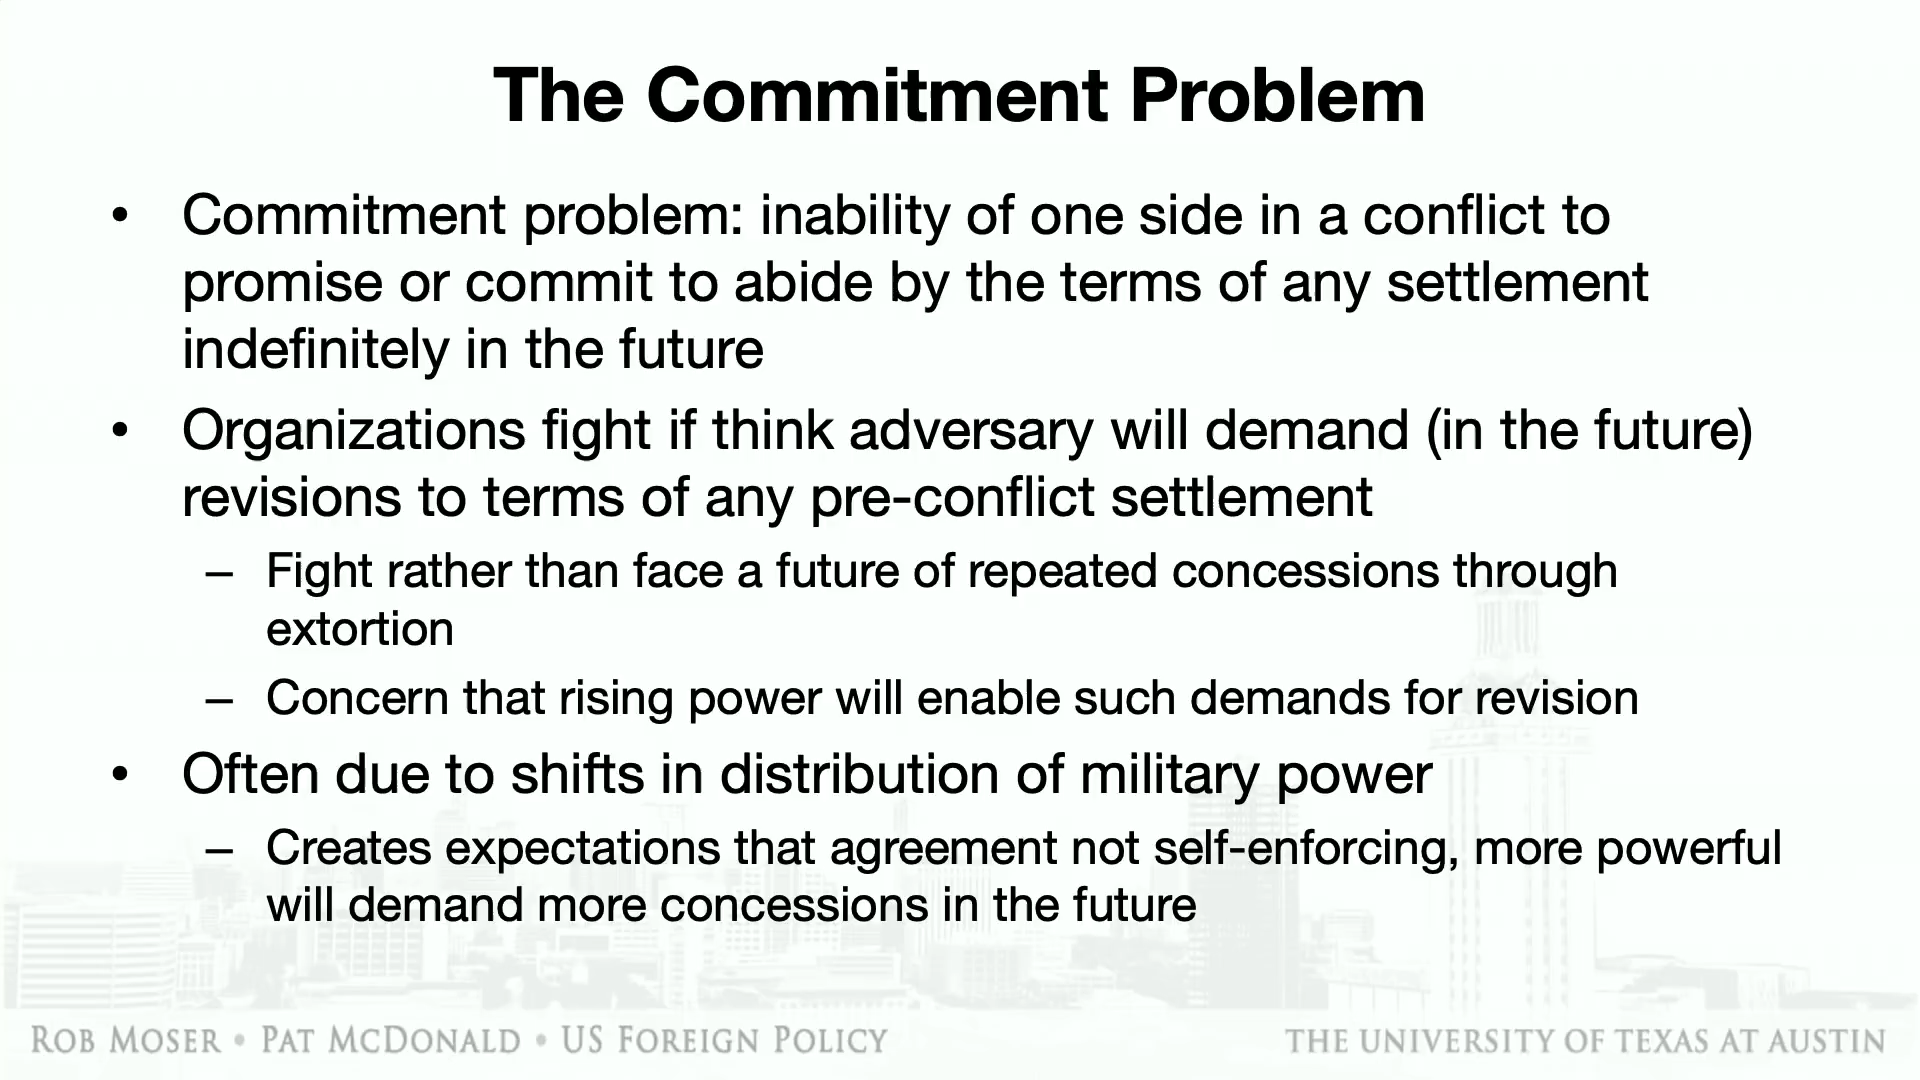 The Commitment Problem
• Commitment problem: inability of one side in a conflict to
promise or commit to abide by the terms of any settlement
indefinitely in the future
• Organizations fight if think adversary will demand (in the future)
revisions to terms of any pre-conflict settlement
– Fight rather than face a future of repeated concessions through
extortion
– Concern that rising power will enable such demands for revision
• Often due to shifts in distribution of military power
– Creates expectations that agreement not self-enforcing, more powerful
will demand more concessions in the future
ROB MOSER • PAT MCDONALD • US FOREIGN POLICY
THE UNIVERSITY OF TEXAS AT AUSTIN